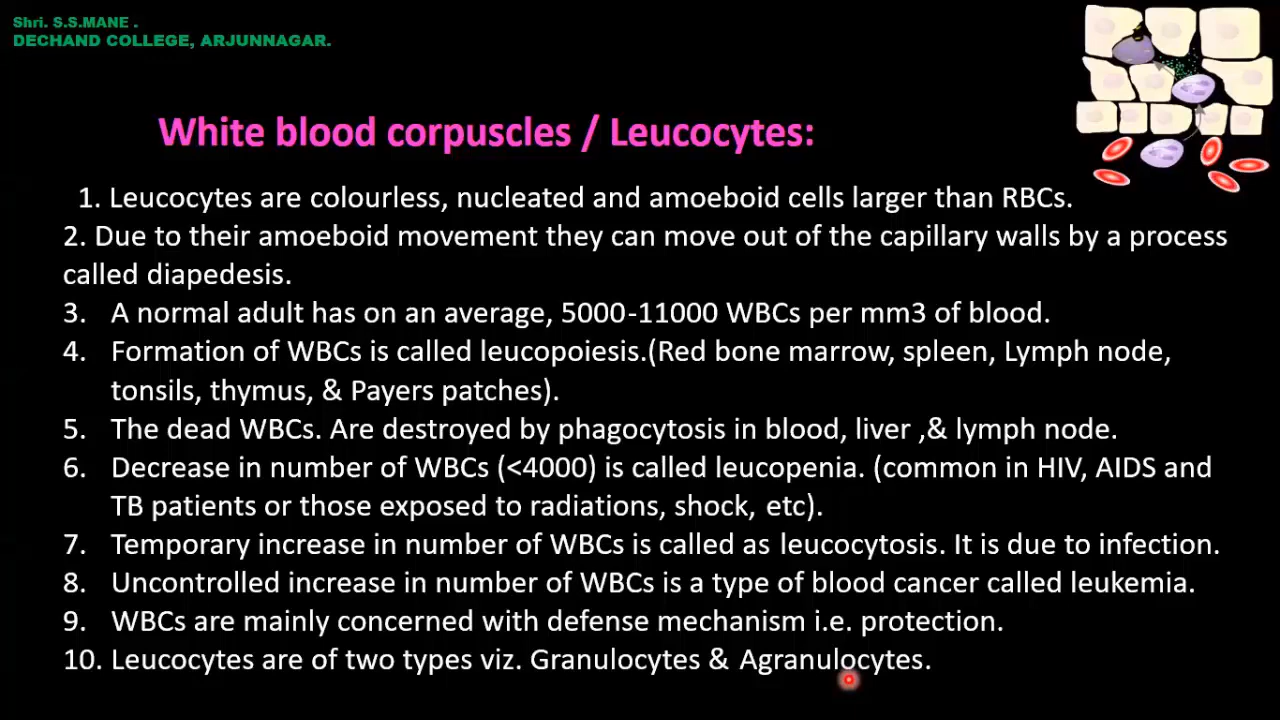 Shri. S.S.MANE .
DECHAND COLLEGE, ARJUNNAGAR.
White blood corpuscles / Leucocytes:
1. Leucocytes are colourless, nucleated and amoeboid cells larger than RBCs.
2. Due to their amoeboid movement they can move out of the capillary walls by a process
called diapedesis.
3. A normal adult has on an average, 5000-11000 WBCs per mm3 of blood.
4. Formation of WBCs is called leucopoiesis.(Red bone marrow, spleen, Lymph node,
tonsils, thymus, & Payers patches).
5. The dead WBCs. Are destroyed by phagocytosis in blood, liver ,& lymph node.
6. Decrease in number of WBCs (<4000) is called leucopenia. (common in HIV, AIDS and
TB patients or those exposed to radiations, shock, etc).
7. Temporary increase in number of WBCs is called as leucocytosis. It is due to infection.
8. Uncontrolled increase in number of WBCs is a type of blood cancer called leukemia.
9. WBCs are mainly concerned with defense mechanism i.e. protection.
10. Leucocytes are of two types viz. Granulocytes & Agranulocytes.